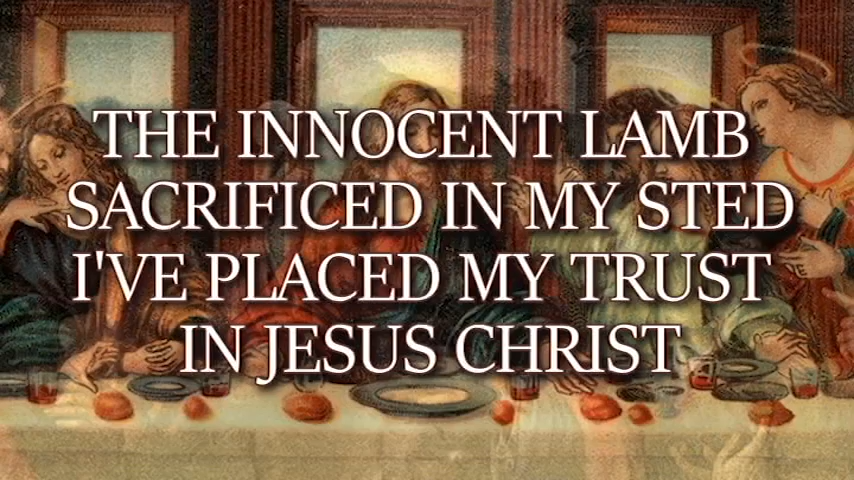 THE INNOCENT LAMB
SACRIFICED IN MY STED
I'VE PLACED MY TRUST
IN JESUS CHRIST